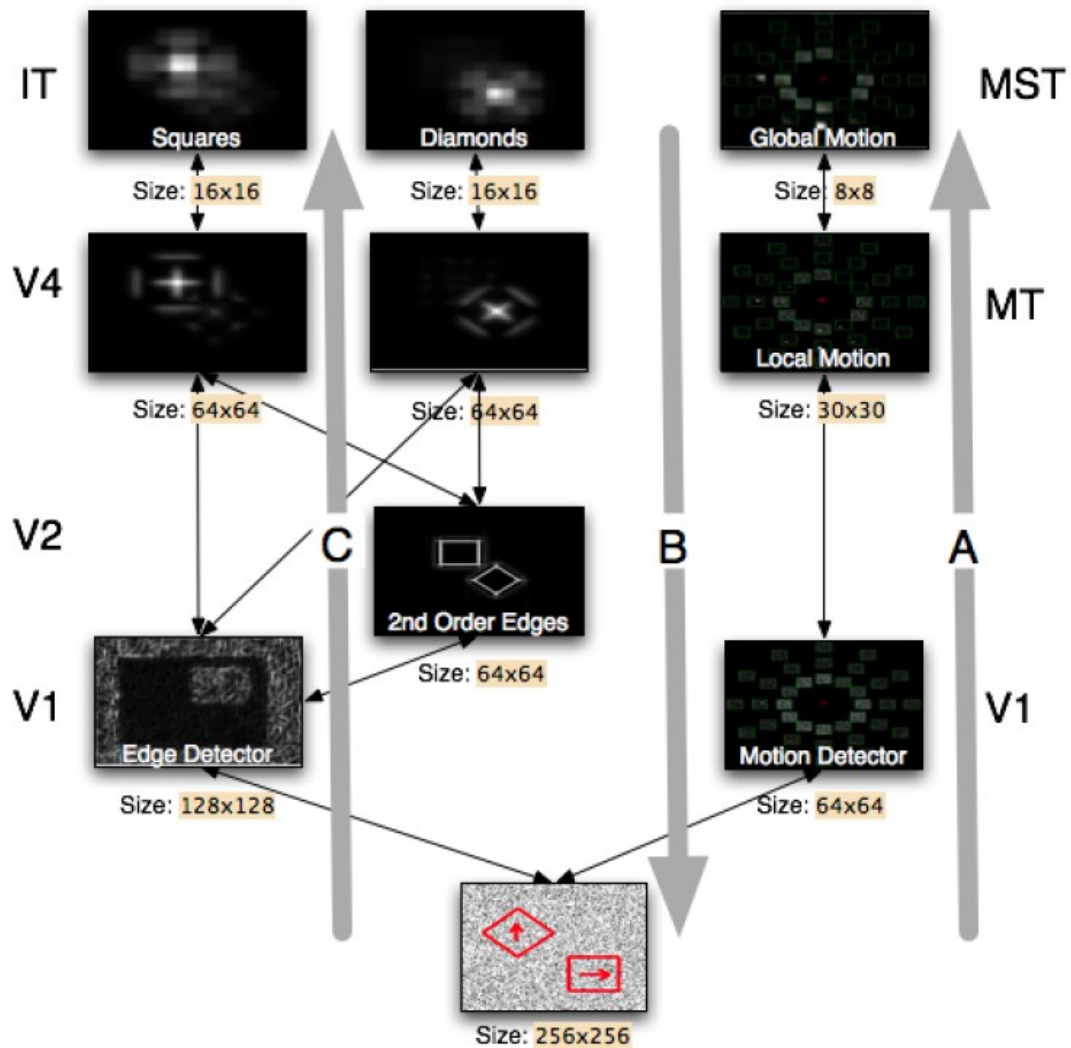 IT
Squares
Diamonds
Global Motion
MST
Size: 16x16
Size: 16x16
Size: 8x8
V4
Local Motion
MT
Size: 64x64
Size: 64x64
Size: 30x30
V2
C
B
A
2nd Order Edges
Size: 64x64
V1
Edge Detector
Motion Detector
V1
Size: 128x128
Size: 64x64
Size: 256x256